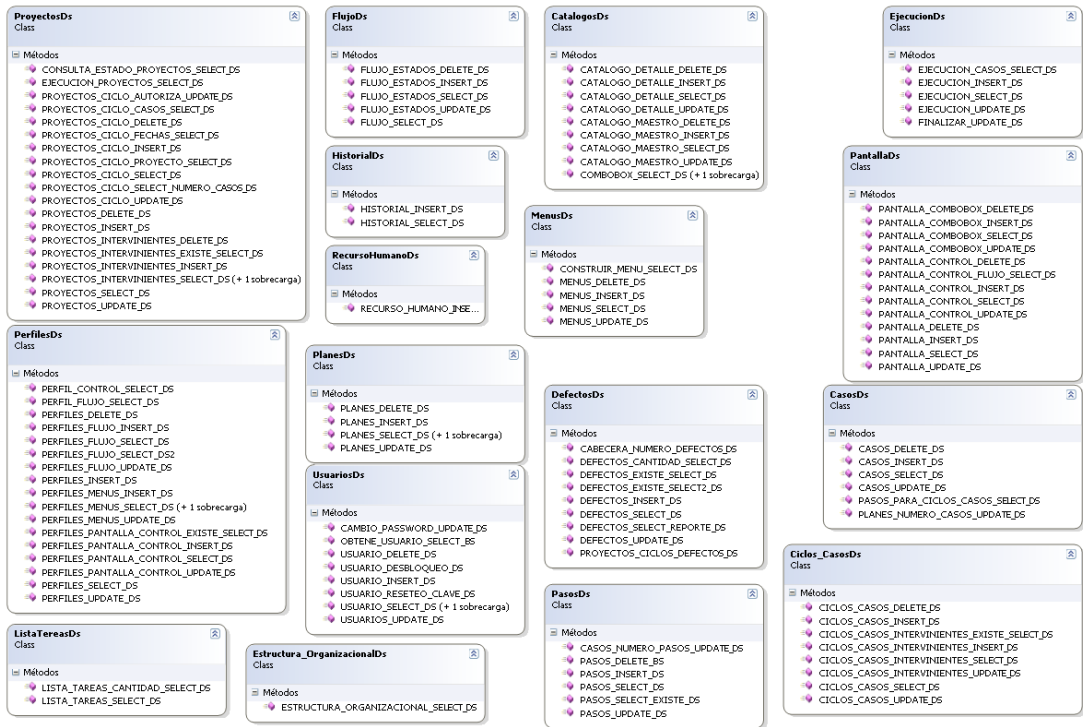 ProyectosDs
Class
Métodos
CONSULTA_ESTADO_PROYECTOS_SELECT_DS
EJECUCION_PROYECTOS_SELECT_DS
PROYECTOS_CICLO_AUTORIZA_UPDATE_DS
PROYECTOS_CICLO_CASOS_SELECT_DS
PROYECTOS_CICLO_DELETE_DS
PROYECTOS_CICLO_FECHAS_SELECT_DS
PROYECTOS_CICLO_INSERT_DS
PROYECTOS_CICLO_PROYECTO_SELECT_DS
PROYECTOS_CICLO_SELECT_DS
PROYECTOS_CICLO_SELECT_NUMERO_CASOS_DS
PROYECTOS_CICLO_UPDATE_DS
PROYECTOS_DELETE_DS
PROYECTOS_INSERT_DS
PROYECTOS_INTERVINIENTES_DELETE_DS
PROYECTOS_INTERVINIENTES_EXISTE_SELECT_DS
PROYECTOS_INTERVINIENTES_INSERT_DS
PROYECTOS_INTERVINIENTES_SELECT_DS (+ 1 sobrecarga)
PROYECTOS_SELECT_DS
PROYECTOS_UPDATE_DS
FlujoDs
Class
Métodos
FLUJO_ESTADOS_DELETE_DS
FLUJO_ESTADOS_INSERT_DS
FLUJO_ESTADOS_SELECT_DS
FLUJO_ESTADOS_UPDATE_DS
FLUJO_SELECT_DS
HistorialDs
Class
Métodos
HISTORIAL_INSERT_DS
HISTORIAL_SELECT_DS
RecursoHumanoDs
Class
Métodos
RECURSO_HUMANO_INSE...
CatalogosDs
Class
Métodos
CATALOGO_DETALLE_DELETE_DS
CATALOGO_DETALLE_INSERT_DS
CATALOGO_DETALLE_SELECT_DS
CATALOGO_DETALLE_UPDATE_DS
CATALOGO_MAESTRO_DELETE_DS
CATALOGO_MAESTRO_INSERT_DS
CATALOGO_MAESTRO_SELECT_DS
CATALOGO_MAESTRO_UPDATE_DS
COMBOBOX_SELECT_DS (+ 1 sobrecarga)
MenusDs
Class
Métodos
CONSTRUIR_MENU_SELECT_DS
MENUS_DELETE_DS
MENUS_INSERT_DS
MENUS_SELECT_DS
MENUS_UPDATE_DS
EjecucionDs
Class
Métodos
EJECUCION_CASOS_SELECT_DS
EJECUCION_INSERT_DS
EJECUCION_SELECT_DS
EJECUCION_UPDATE_DS
FINALIZAR_UPDATE_DS
PantallaDs
Class
Métodos
PANTALLA_COMBOBOX_DELETE_DS
PANTALLA_COMBOBOX_INSERT_DS
PANTALLA_COMBOBOX_SELECT_DS
PANTALLA_COMBOBOX_UPDATE_DS
PANTALLA_CONTROL_DELETE_DS
PANTALLA_CONTROL_FLUJO_SELECT_DS
PANTALLA_CONTROL_INSERT_DS
PANTALLA_CONTROL_SELECT_DS
PANTALLA_CONTROL_UPDATE_DS
PANTALLA_DELETE_DS
PANTALLA_INSERT_DS
PANTALLA_SELECT_DS
PANTALLA_UPDATE_DS
PerfilesDs
Class
Métodos
PERFIL_CONTROL_SELECT_DS
PERFIL_FLUJO_SELECT_DS
PERFILES_DELETE_DS
PERFILES_FLUJO_INSERT_DS
PERFILES_FLUJO_SELECT_DS
PERFILES_FLUJO_SELECT_DS2
PERFILES_FLUJO_UPDATE_DS
PERFILES_INSERT_DS
PERFILES_MENUS_INSERT_DS
PERFILES_MENUS_SELECT_DS (+ 1 sobrecarga)
PERFILES_MENUS_UPDATE_DS
PERFILES_PANTALLA_CONTROL_EXISTE_SELECT_DS
PERFILES_PANTALLA_CONTROL_INSERT_DS
PERFILES_PANTALLA_CONTROL_SELECT_DS
PERFILES_PANTALLA_CONTROL_UPDATE_DS
PERFILES_SELECT_DS
PERFILES_UPDATE_DS
PlanesDs
Class
Métodos
PLANES_DELETE_DS
PLANES_INSERT_DS
PLANES_SELECT_DS (+ 1 sobrecarga)
PLANES_UPDATE_DS
UsuariosDs
Class
Métodos
CAMBIO_PASSWORD_UPDATE_DS
OBTENE_USUARIO_SELECT_BS
USUARIO_DELETE_DS
USUARIO_DESBLOQUEO_DS
USUARIO_INSERT_DS
USUARIO_RESETEO_CLAVE_DS
USUARIO_SELECT_DS (+ 1 sobrecarga)
USUARIOS_UPDATE_DS
DefectosDs
Class
Métodos
CABECERA_NUMERO_DEFECTOS_DS
DEFECTOS_CANTIDAD_SELECT_DS
DEFECTOS_EXISTE_SELECT_DS
DEFECTOS_EXISTE_SELECT2_DS
DEFECTOS_INSERT_DS
DEFECTOS_SELECT_DS
DEFECTOS_SELECT_REPORTE_DS
DEFECTOS_UPDATE_DS
PROYECTOS_CICLOS_DEFECTOS_DS
CasosDs
Class
Métodos
CASOS_DELETE_DS
CASOS_INSERT_DS
CASOS_SELECT_DS
CASOS_UPDATE_DS
PASOS_PARA_CICLOS_CASOS_SELECT_DS
PLANES_NUMERO_CASOS_UPDATE_DS
Ciclos_CasosDs
Class
Métodos
CICLOS_CASOS_DELETE_DS
CICLOS_CASOS_INSERT_DS
CICLOS_CASOS_INTERVINIENTES_EXISTE_SELECT_DS
CICLOS_CASOS_INTERVINIENTES_INSERT_DS
CICLOS_CASOS_INTERVINIENTES_SELECT_DS
CICLOS_CASOS_INTERVINIENTES_UPDATE_DS
CICLOS_CASOS_SELECT_DS
CICLOS_CASOS_UPDATE_DS
ListaTereasDs
Class
Métodos
LISTA_TAREAS_CANTIDAD_SELECT_DS
LISTA_TAREAS_SELECT_DS
Estructura_OrganizacionalDs
Class
Métodos
ESTRUCTURA_ORGANIZACIONAL_SELECT_DS
PasosDs
Class
Métodos
CASOS_NUMERO_PASOS_UPDATE_DS
PASOS_DELETE_BS
PASOS_INSERT_DS
PASOS_SELECT_DS
PASOS_SELECT_EXISTE_DS
PASOS_UPDATE_DS